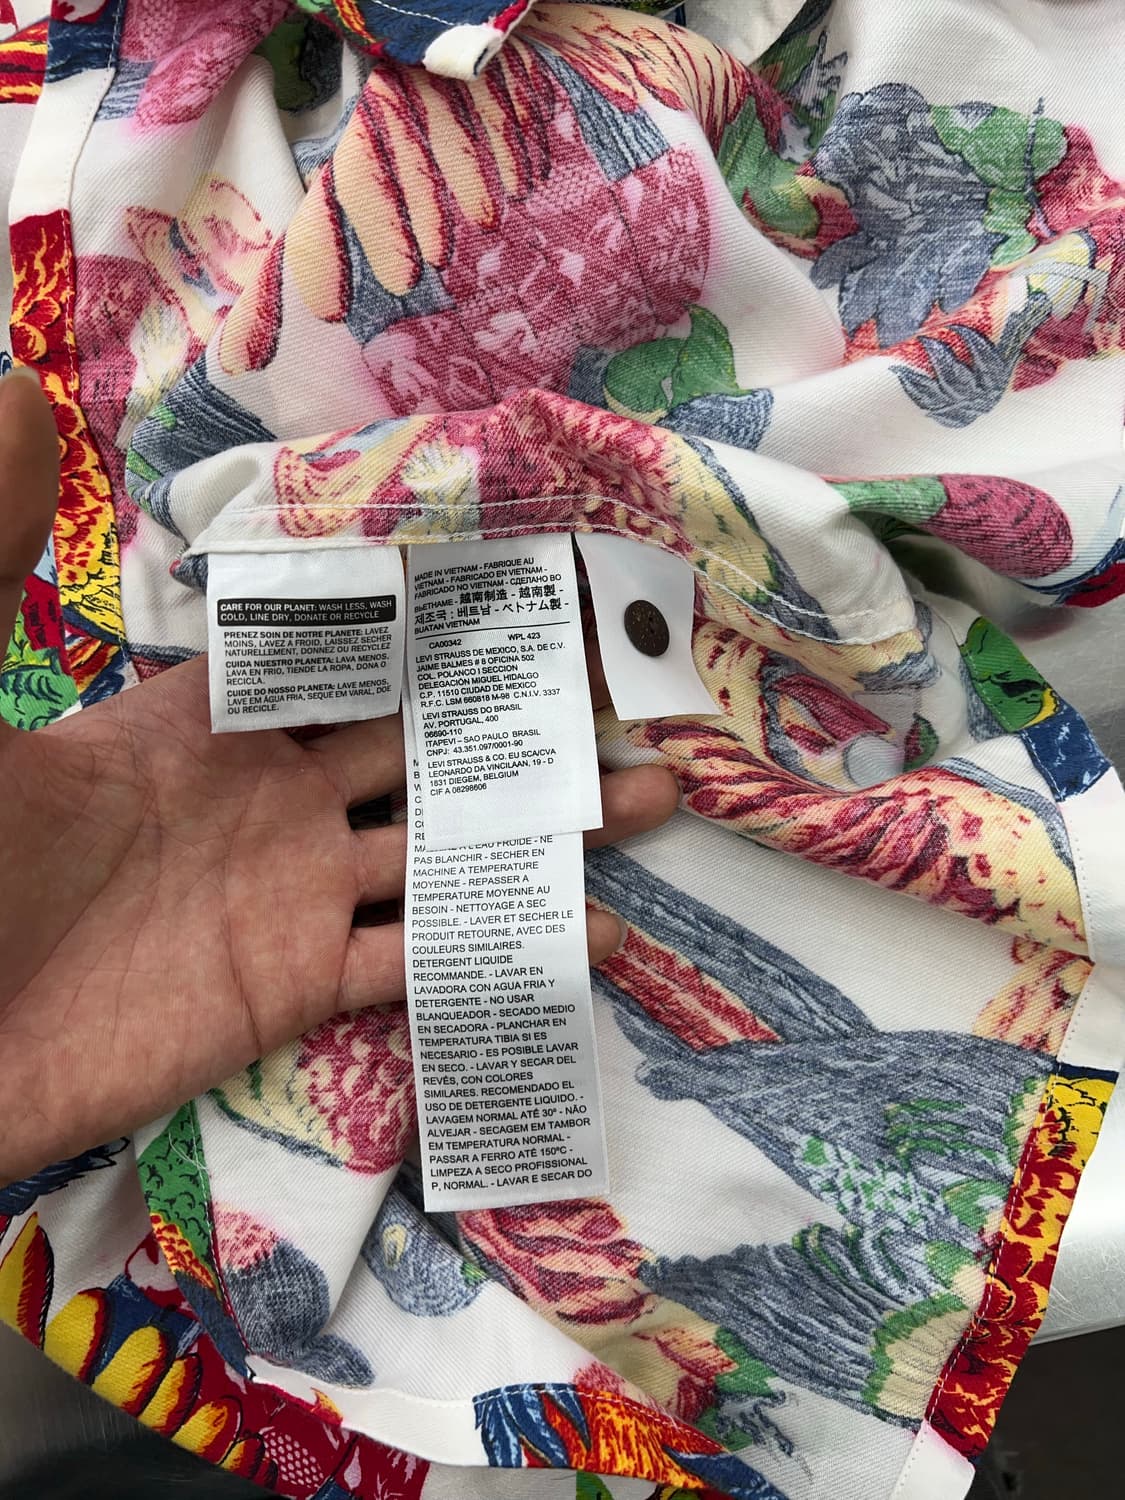 CARE FOR OUR PLANET: WASH LESS, WASH
COLD, LINE DRY, DONATE OR RECYCLE
PRENEZ SOIN DE NOTRE PLANETE: LAVEZ
MOINS, LAVEZ A FROID, LAISSEZ SECHER
NATURELLEMENT, DONNEZ OU RECYCLEZ
CUIDA NUESTRO PLANETA: LAVA MENOS,
LAVA EN FRIO, TIENDE LA ROPA, DONA O
RECICLA.
CUIDE DO NOSSO PLANETA: LAVE MENOS,
LAVE EM ÁGUA FRIA, SEQUE EM VARAL, DOE
OU RECICLE.
MADE IN VIETNAM - FABRIQUE AU
VIETNAM - FABRICADO EN VIETNAM -
FABRICADO NO VIETNAM - СДЕЛАНО ВО
ВЬЕТНАМЕ - 越南制造 - 越南製 -
제조국 : 베트남 - ベトナム製 -
BUATAN VIETNAM
CA00342 WPL 423
LEVI STRAUSS DE MEXICO, S.A. DE C.V.
JAIME BALMES # 8 OFICINA 502
COL. POLANCO I SECCION
DELEGACIÓN MIGUEL HIDALGO
C.P. 11510 CIUDAD DE MEXICO
R.F.C. LSM 660818 M-98 C.N.I.V. 3337
LEVI STRAUSS DO BRASIL
AV. PORTUGAL, 400
06690-110
ITAPEVI – SAO PAULO BRASIL
CNPJ: 43.351.097/0001-90
LEVI STRAUSS & CO. EU SCA/CVA
LEONARDO DA VINCILAAN, 19 - D
1831 DIEGEM, BELGIUM
CIF A 08298606
MACHINE A L'EAU FROIDE - NE
PAS BLANCHIR - SECHER EN
MACHINE A TEMPERATURE
MOYENNE - REPASSER A
TEMPERATURE MOYENNE AU
BESOIN - NETTOYAGE A SEC
POSSIBLE. - LAVER ET SECHER LE
PRODUIT RETOURNE, AVEC DES
COULEURS SIMILAIRES.
DETERGENT LIQUIDE
RECOMMANDE. - LAVAR EN
LAVADORA CON AGUA FRIA Y
DETERGENTE - NO USAR
BLANQUEADOR - SECADO MEDIO
EN SECADORA - PLANCHAR EN
TEMPERATURA TIBIA SI ES
NECESARIO - ES POSIBLE LAVAR
EN SECO. - LAVAR Y SECAR DEL
REVÉS, CON COLORES
SIMILARES. RECOMENDADO EL
USO DE DETERGENTE LIQUIDO. -
LAVAGEM NORMAL ATÉ 30º - NÃO
ALVEJAR - SECAGEM EM TAMBOR
EM TEMPERATURA NORMAL -
PASSAR A FERRO ATÉ 150ºC -
LIMPEZA A SECO PROFISSIONAL
P, NORMAL. - LAVAR E SECAR DO